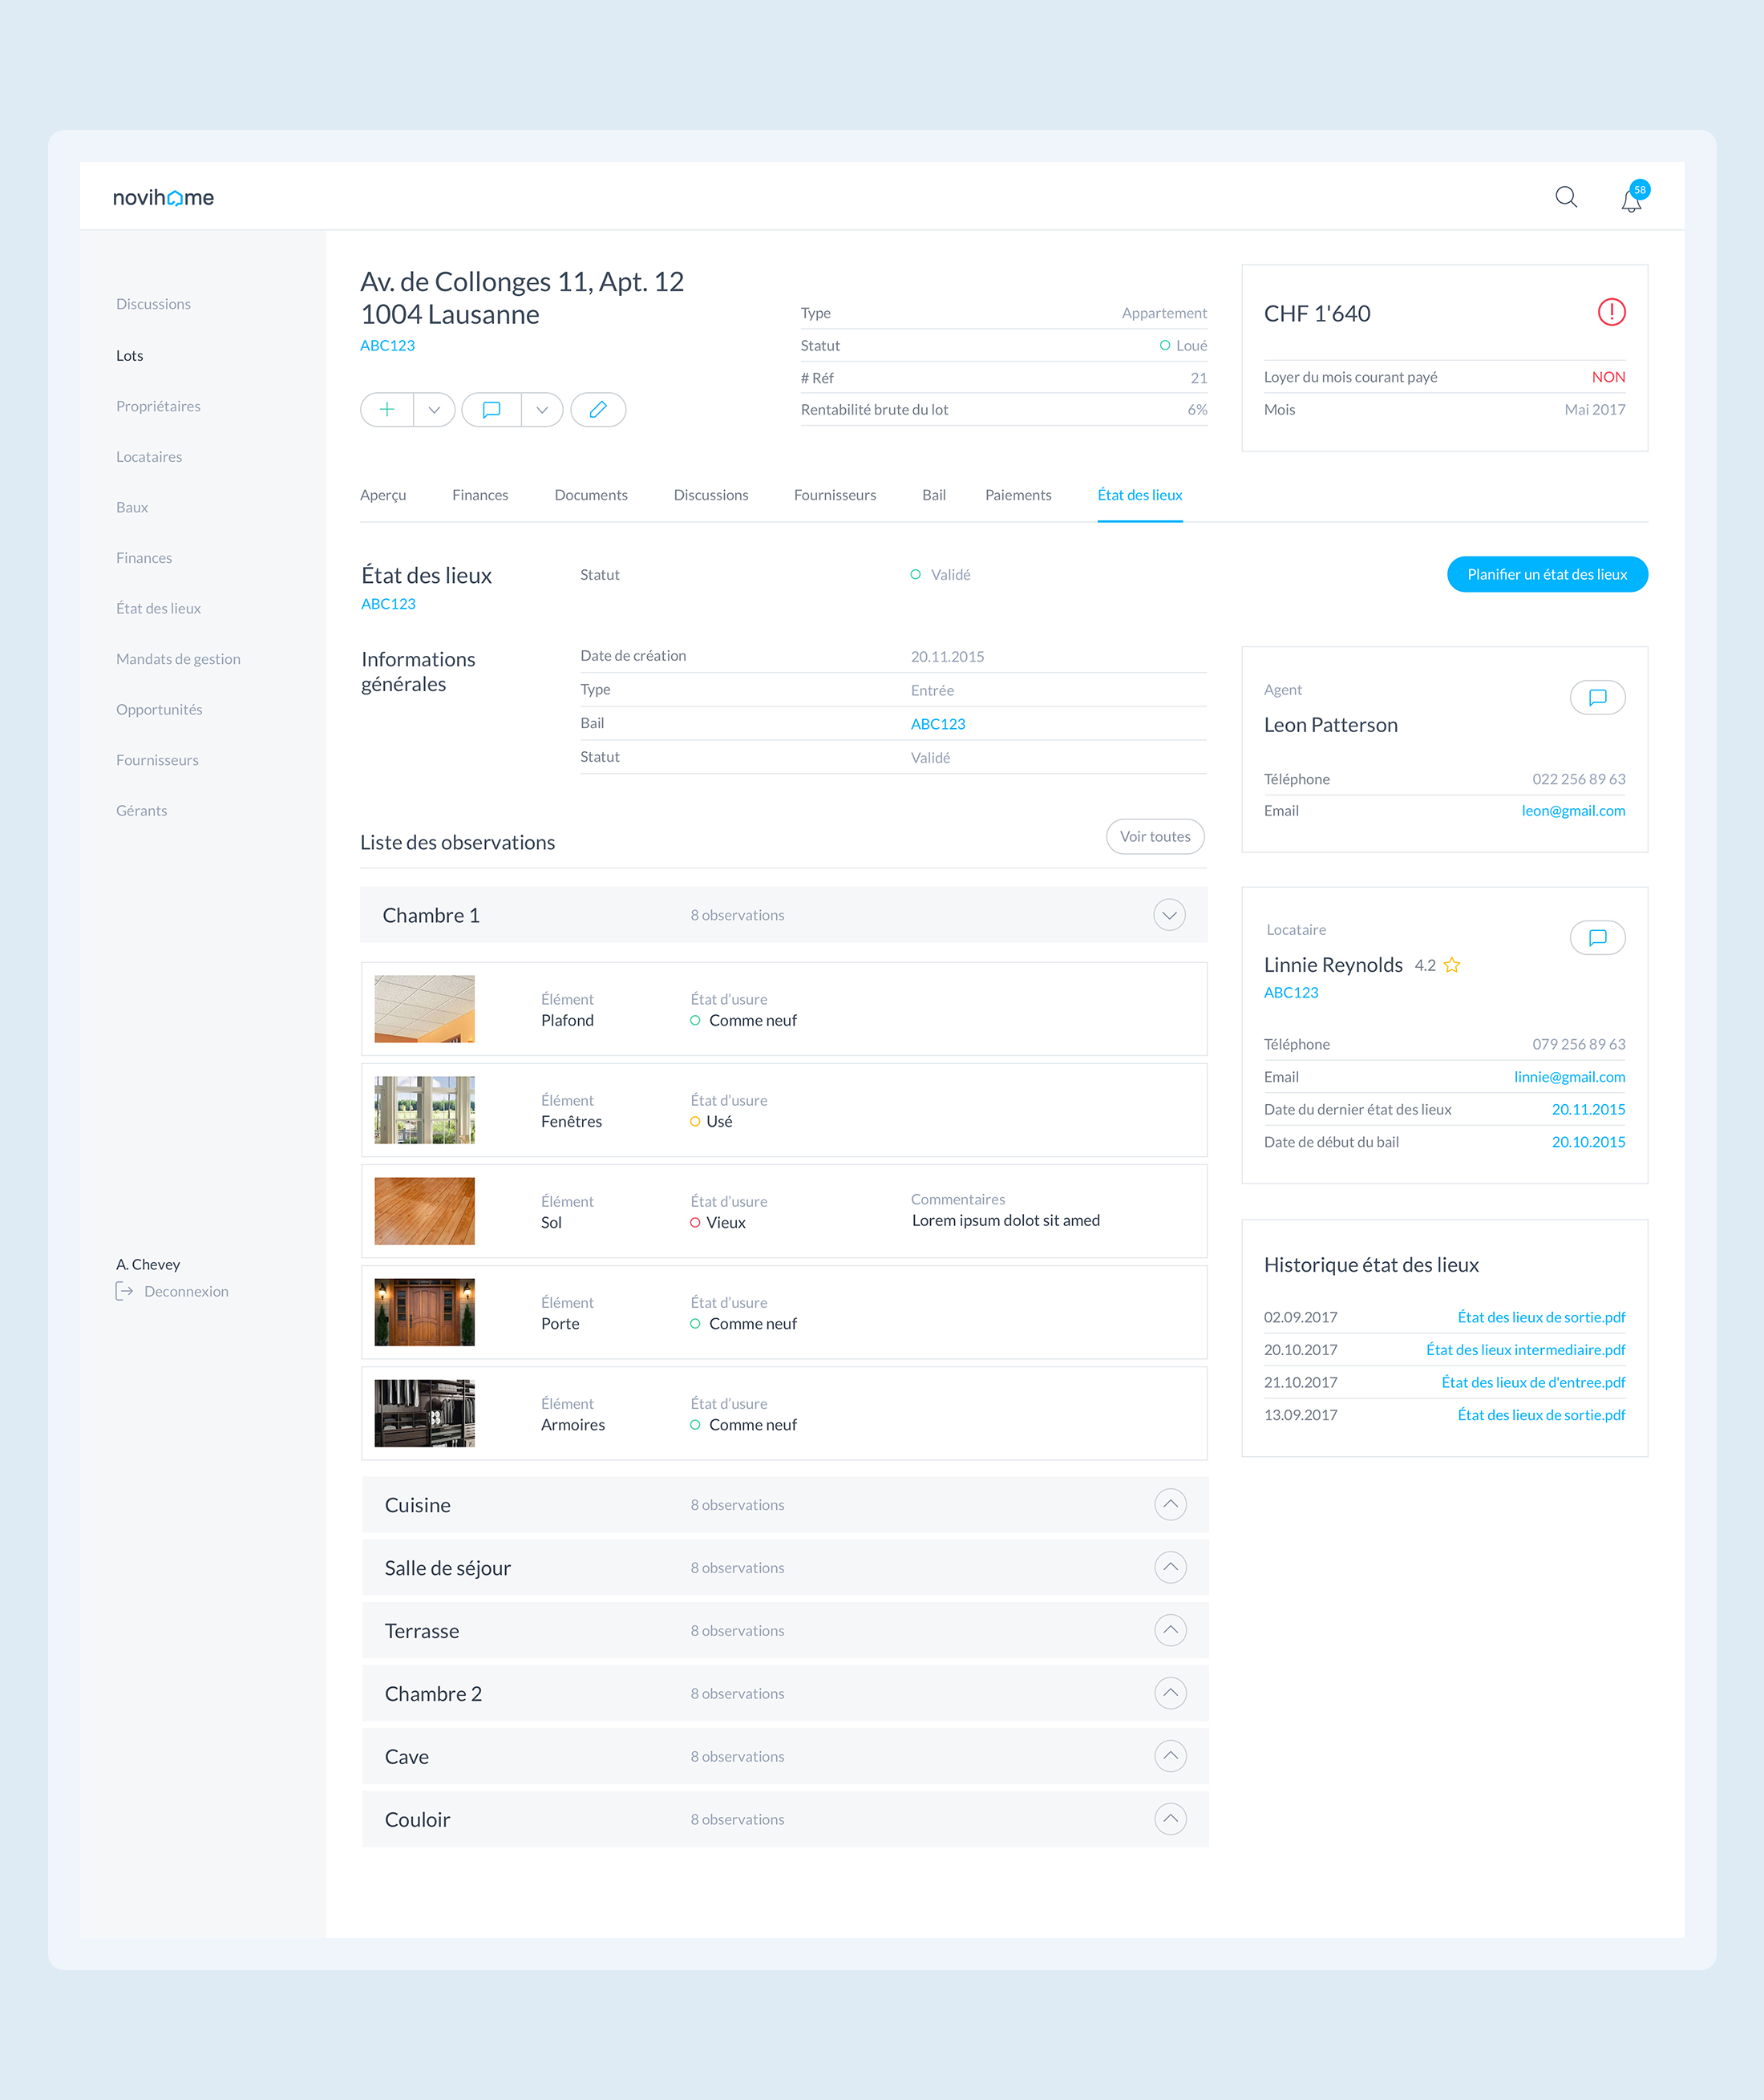 novihome
58
Discussions
Lots
Propriétaires
Locataires
Baux
Finances
État des lieux
Mandats de gestion
Opportunités
Fournisseurs
Gérants
A. Chevey
Deconnexion
Av. de Collonges 11, Apt. 12
1004 Lausanne
ABC123
Type Appartement
Statut Loué
# Réf 21
Rentabilité brute du lot 6%
CHF 1'640
Loyer du mois courant payé NON
Mois Mai 2017
Aperçu Finances Documents Discussions Fournisseurs Bail Paiements État des lieux
État des lieux
ABC123
Statut Validé
Planifier un état des lieux
Informations
générales
Date de création 20.11.2015
Type Entrée
Bail ABC123
Statut Validé
Liste des observations
Voir toutes
Chambre 1 8 observations
Élément État d'usure
Plafond Comme neuf
Élément État d'usure
Fenêtres Usé
Élément État d'usure Commentaires
Sol Vieux Lorem ipsum dolot sit amed
Élément État d'usure
Porte Comme neuf
Élément État d'usure
Armoires Comme neuf
Cuisine 8 observations
Salle de séjour 8 observations
Terrasse 8 observations
Chambre 2 8 observations
Cave 8 observations
Couloir 8 observations
Agent
Leon Patterson
Téléphone 022 256 89 63
Email leon@gmail.com
Locataire
Linnie Reynolds 4.2
ABC123
Téléphone 079 256 89 63
Email linnie@gmail.com
Date du dernier état des lieux 20.11.2015
Date de début du bail 20.10.2015
Historique état des lieux
02.09.2017 État des lieux de sortie.pdf
20.10.2017 État des lieux intermediaire.pdf
21.10.2017 État des lieux de d'entree.pdf
13.09.2017 État des lieux de sortie.pdf